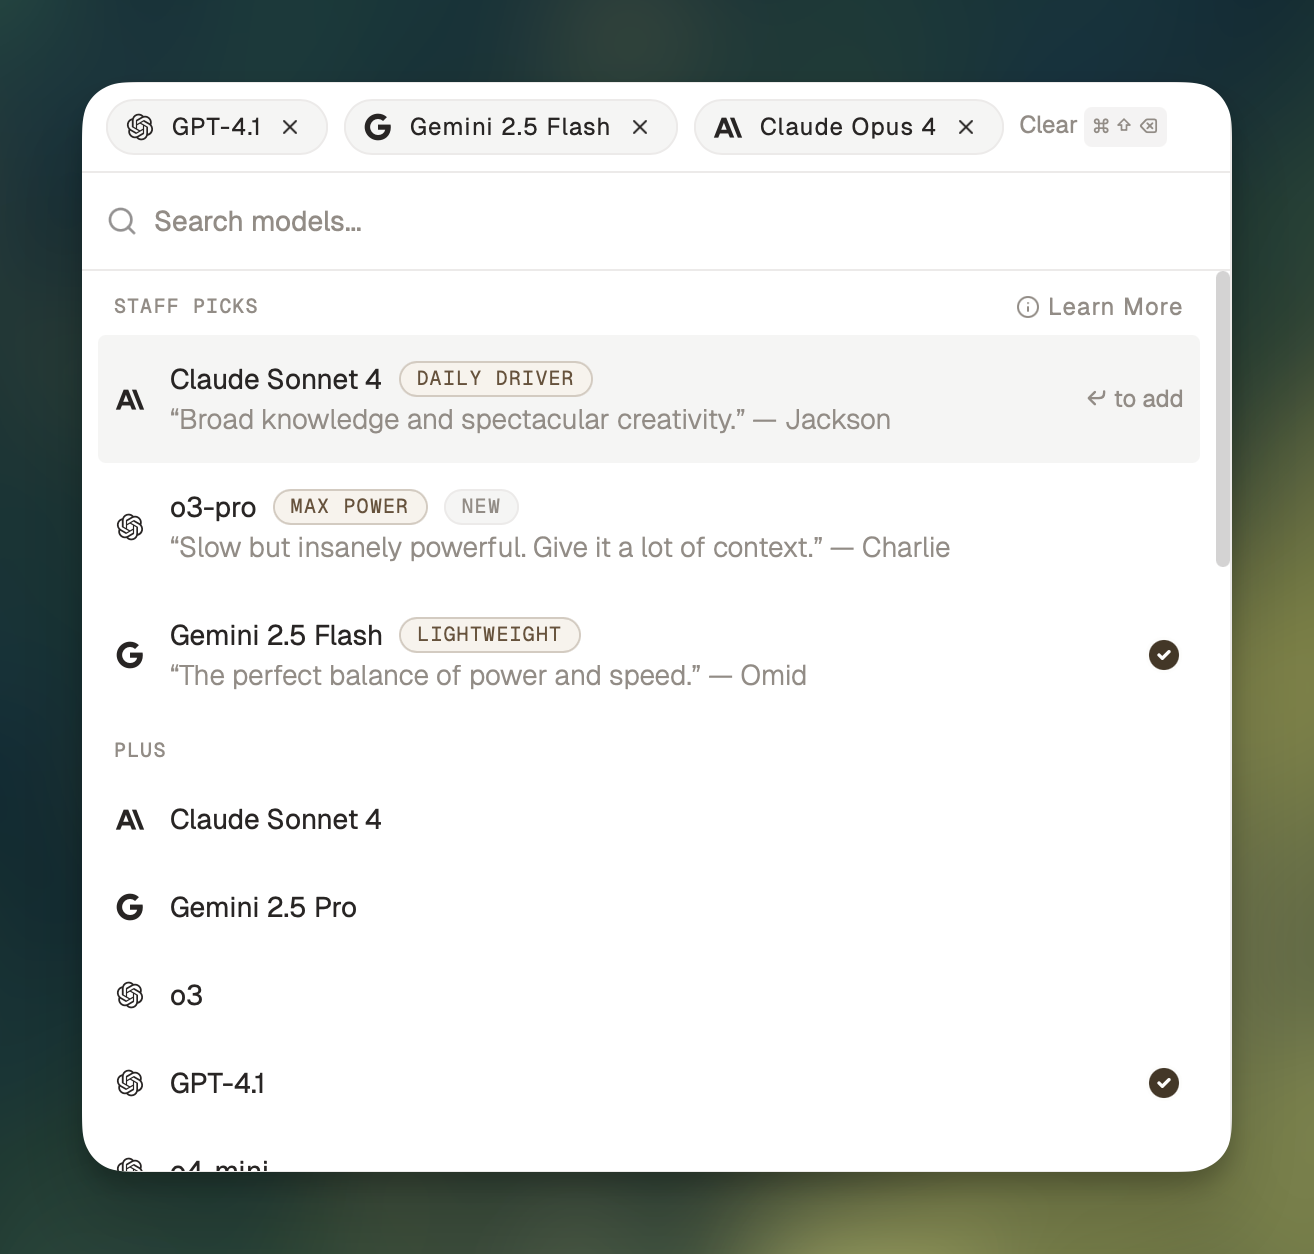 GPT-4.1
Gemini 2.5 Flash
Claude Opus 4
Clear ⌘ ⇧ ⌫
Search models...
STAFF PICKS
Learn More
Claude Sonnet 4 DAILY DRIVER
“Broad knowledge and spectacular creativity.” — Jackson
↵ to add
o3-pro MAX POWER NEW
“Slow but insanely powerful. Give it a lot of context.” — Charlie
Gemini 2.5 Flash LIGHTWEIGHT
“The perfect balance of power and speed.” — Omid
PLUS
Claude Sonnet 4
Gemini 2.5 Pro
o3
GPT-4.1
o4-mini